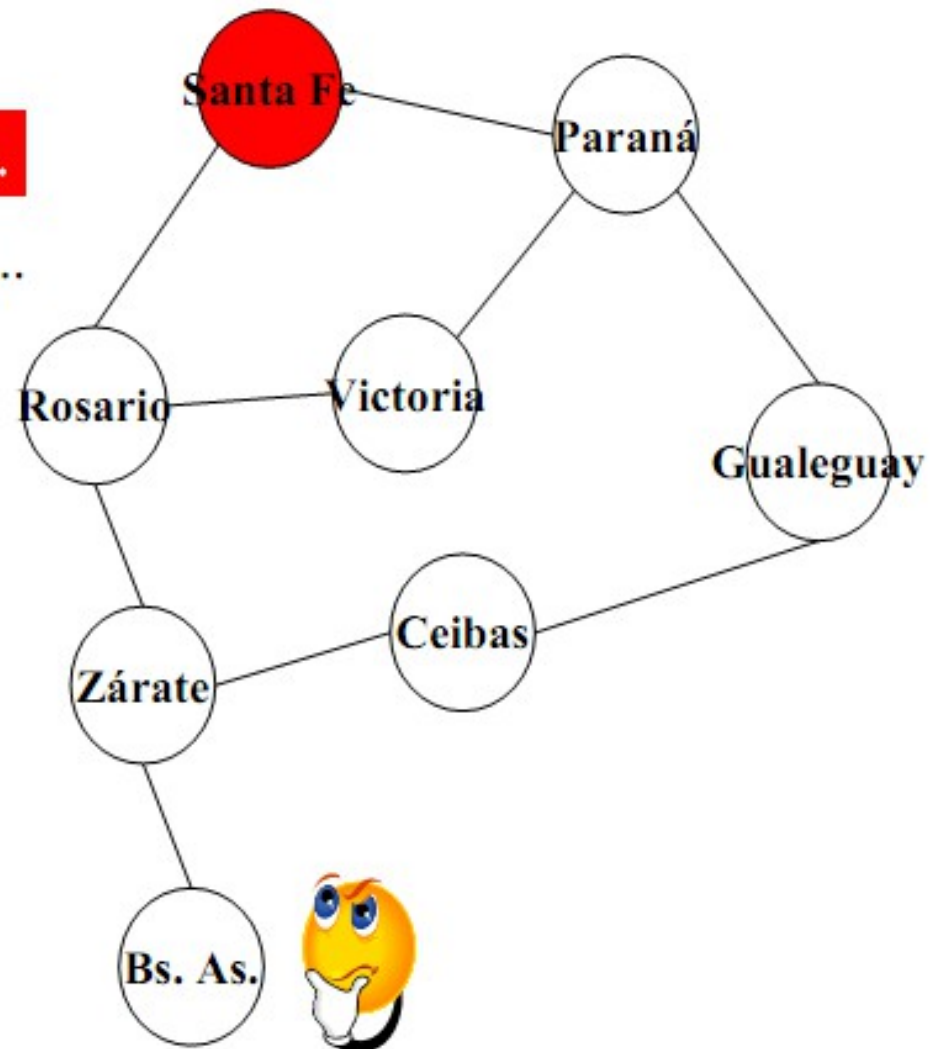 Santa Fe
Paraná
..
Rosario
Victoria
Gualeguay
Ceibas
Zárate
Bs. As.